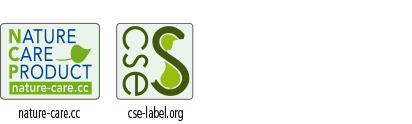 NATURE
CARE
PRODUCT
nature-care.cc
nature-care.cc
cse
cse-label.org